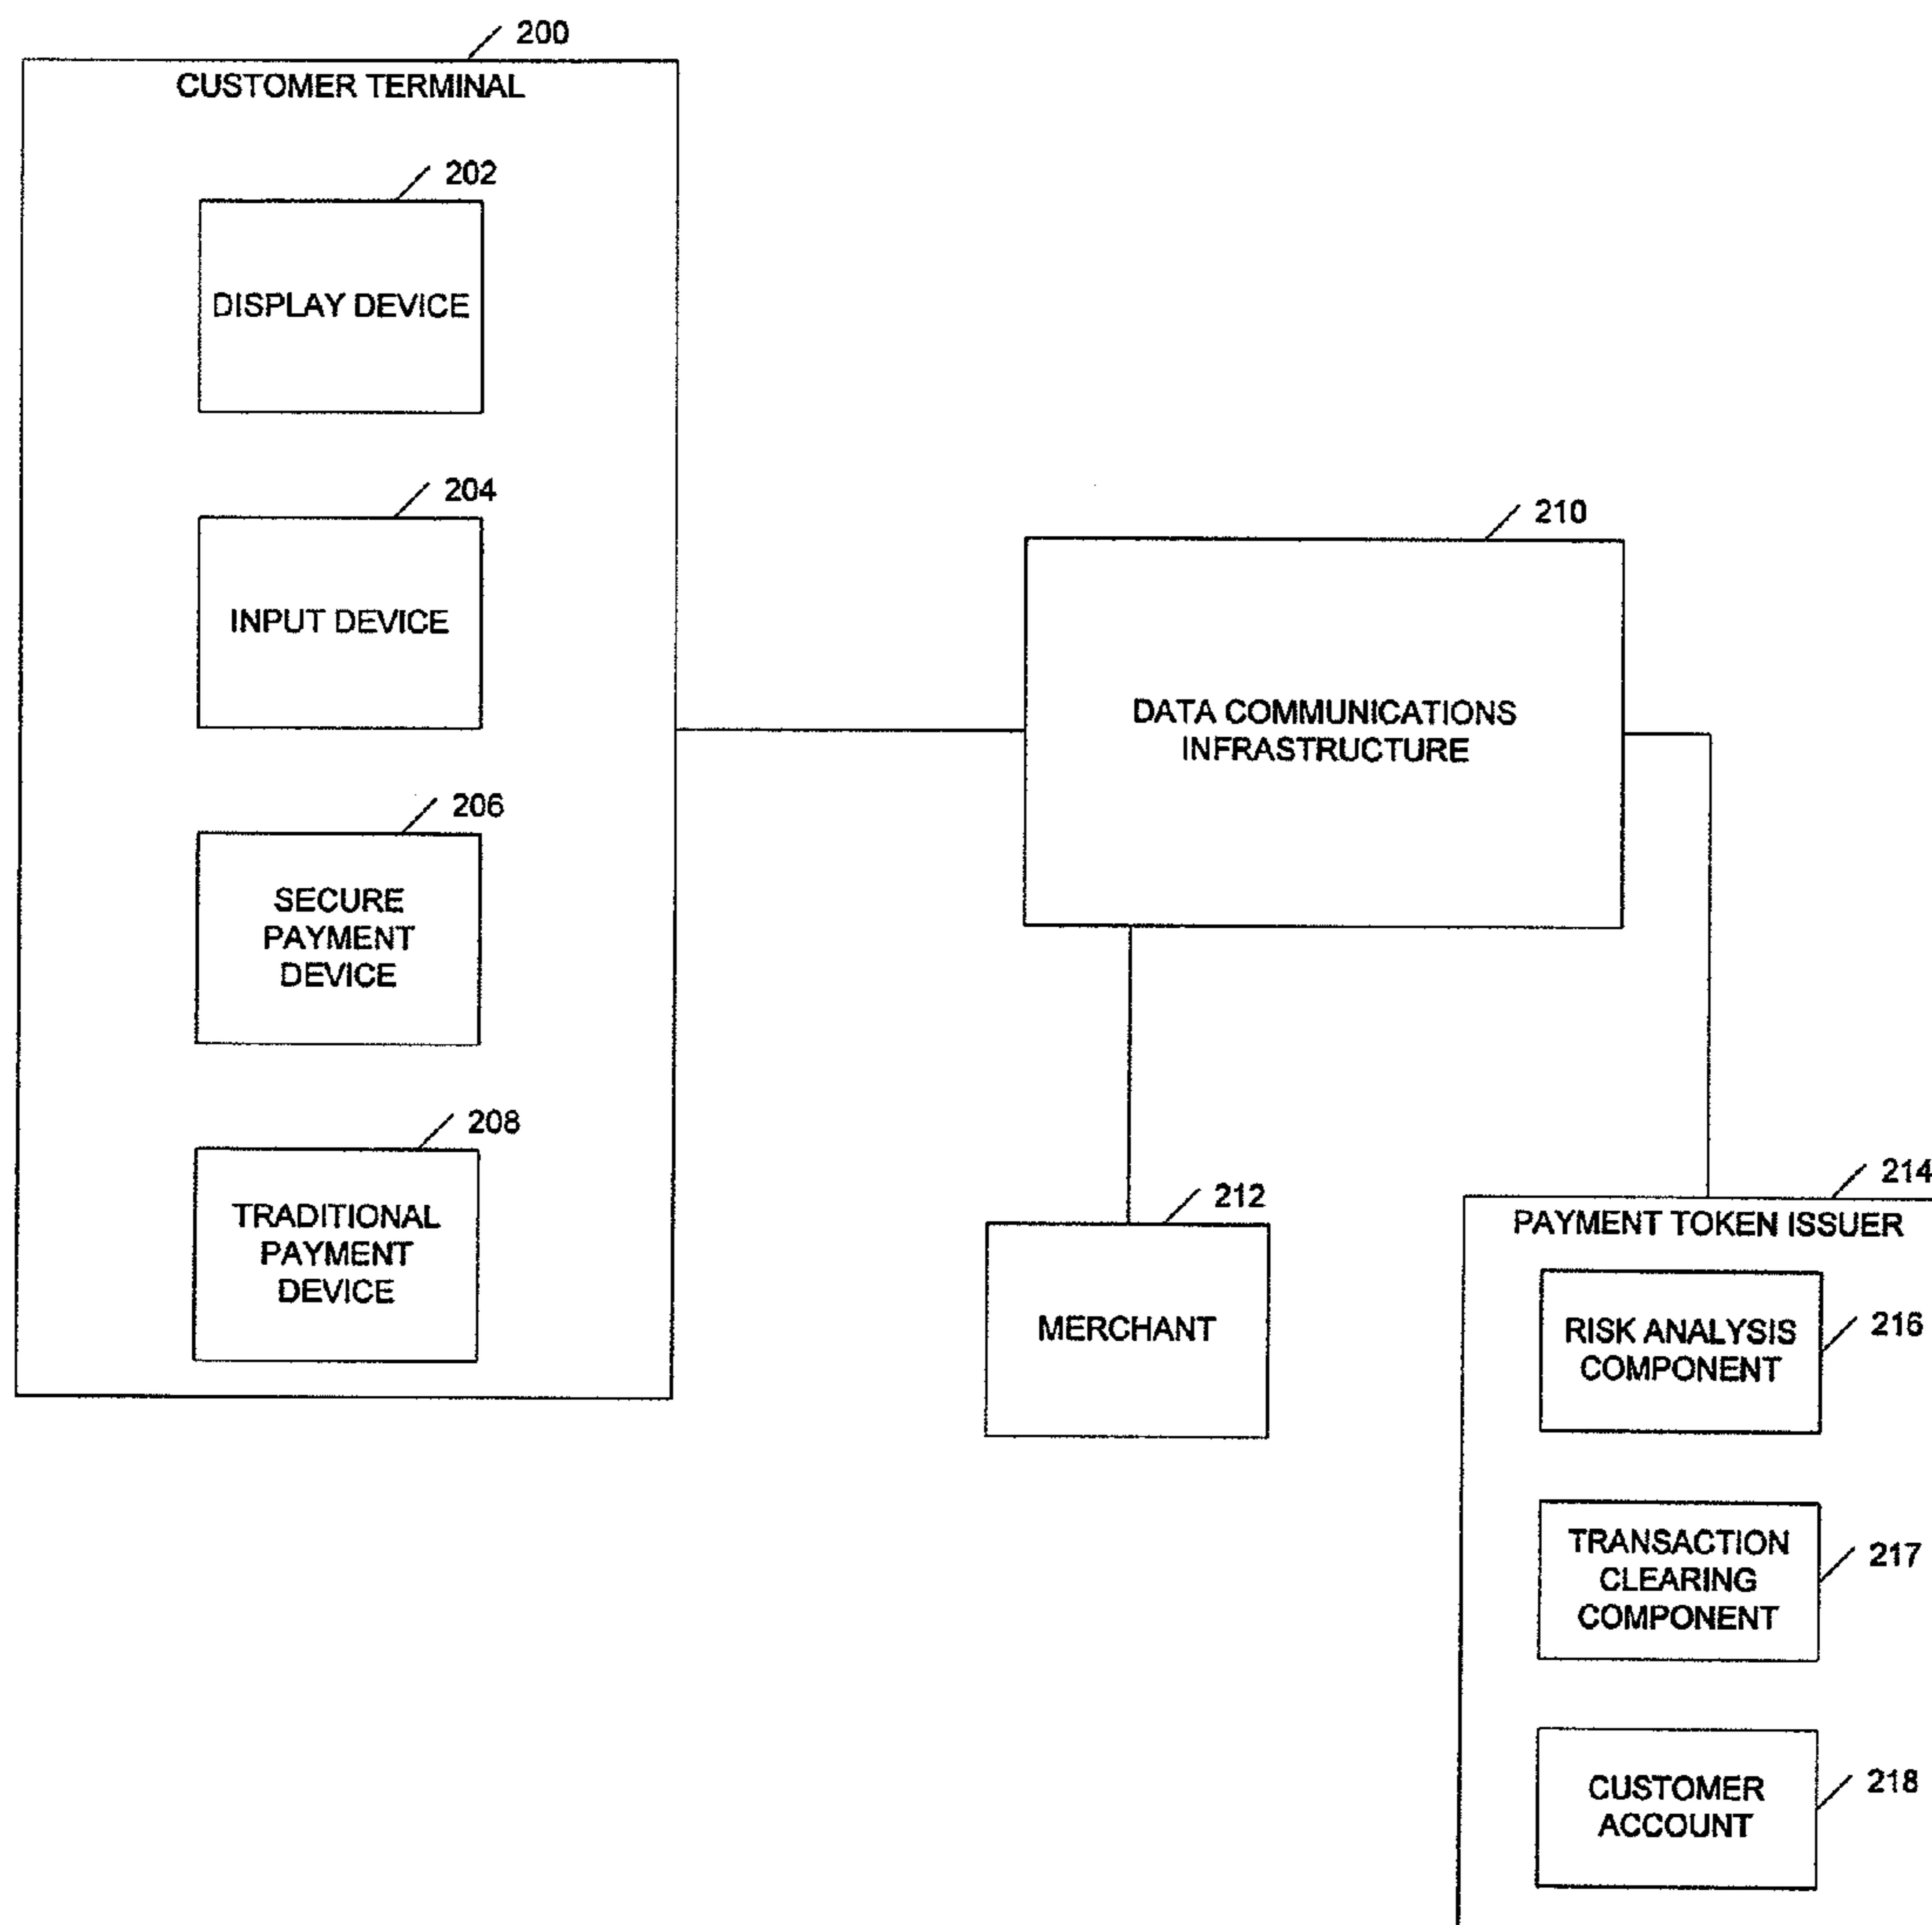 200
CUSTOMER TERMINAL
202
DISPLAY DEVICE
204
INPUT DEVICE
206
SECURE
PAYMENT
DEVICE
208
TRADITIONAL
PAYMENT
DEVICE
210
DATA COMMUNICATIONS
INFRASTRUCTURE
212
MERCHANT
214
PAYMENT TOKEN ISSUER
RISK ANALYSIS
COMPONENT
216
TRANSACTION
CLEARING
COMPONENT
217
CUSTOMER
ACCOUNT
218